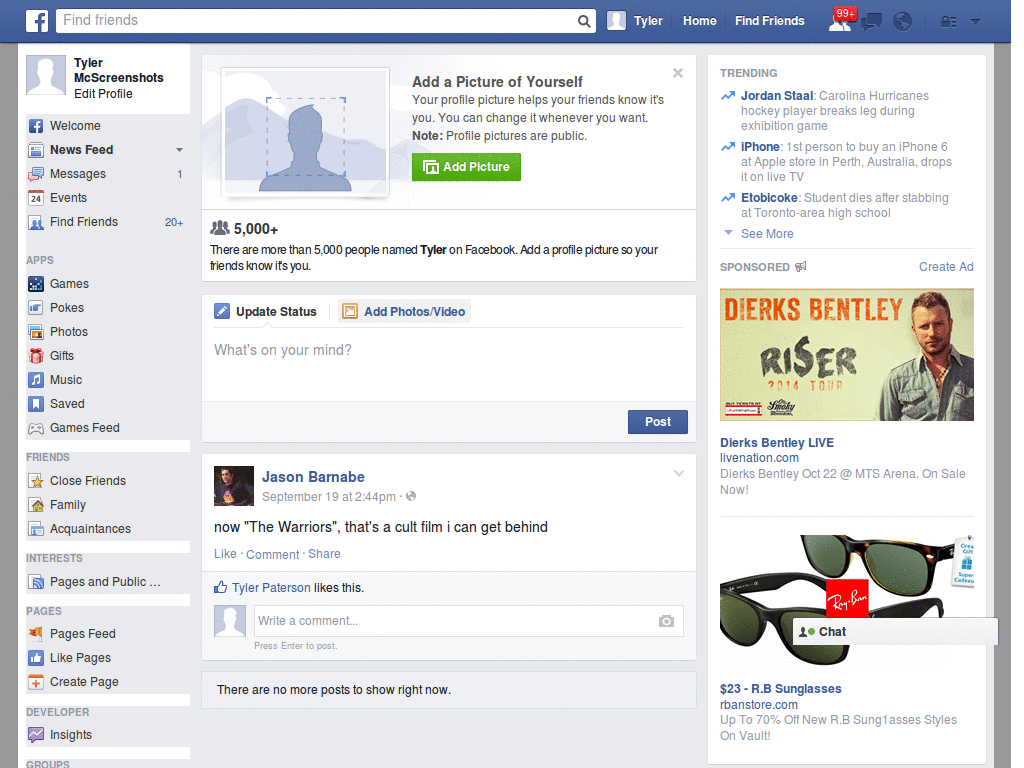 Find friends
Tyler
Home
Find Friends
99+
Tyler
McScreenshots
Edit Profile
Welcome
News Feed
Messages
1
24
Events
Find Friends
20+
APPS
Games
Pokes
Photos
Gifts
Music
Saved
Games Feed
FRIENDS
Close Friends
Family
Acquaintances
INTERESTS
Pages and Public ...
PAGES
Pages Feed
Like Pages
Create Page
DEVELOPER
Insights
GROUPS
Add a Picture of Yourself
Your profile picture helps your friends know it's
you. You can change it whenever you want.
Note: Profile pictures are public.
Add Picture
5,000+
There are more than 5,000 people named Tyler on Facebook. Add a profile picture so your
friends know it's you.
Update Status
Add Photos/Video
What's on your mind?
Post
Jason Barnabe
September 19 at 2:44pm ·
now "The Warriors", that's a cult film i can get behind
Like · Comment · Share
Tyler Paterson likes this.
Write a comment...
Press Enter to post.
There are no more posts to show right now.
TRENDING
Jordan Staal: Carolina Hurricanes
hockey player breaks leg during
exhibition game
iPhone: 1st person to buy an iPhone 6
at Apple store in Perth, Australia, drops
it on live TV
Etobicoke: Student dies after stabbing
at Toronto-area high school
See More
SPONSORED
Create Ad
DIERKS BENTLEY
RISER
2014 TOUR
BUY TICKETS AT
Smoky
Dierks Bentley LIVE
livenation.com
Dierks Bentley Oct 22 @ MTS Arena. On Sale
Now!
Ray-Ban
Super
Chat
$23 - R.B Sunglasses
rbanstore.com
Up To 70% Off New R.B Sung1asses Styles
On Vault!